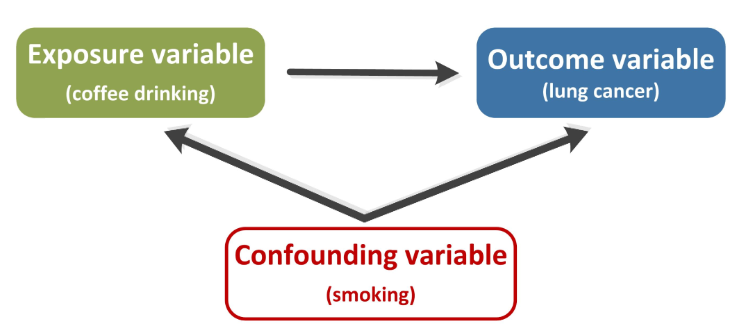 Exposure variable
(coffee drinking)
Outcome variable
(lung cancer)
Confounding variable
(smoking)